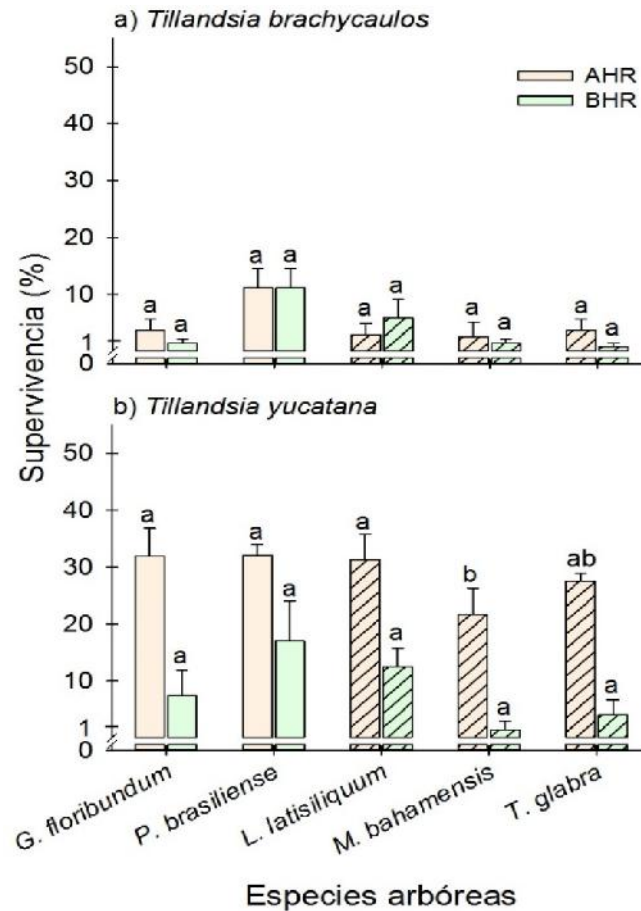 a) Tillandsia brachycaulos
50
AHR
BHR
40
30
20
a a
10
a a a a a a a a
1
0
Supervivencia (%)
b) Tillandsia yucatana
50
40
a a a
30
b ab
20
a a a
10
a a
1
0
G. floribundum
P. brasiliense
L. latisiliquum
M. bahamensis
T. glabra
Especies arbóreas